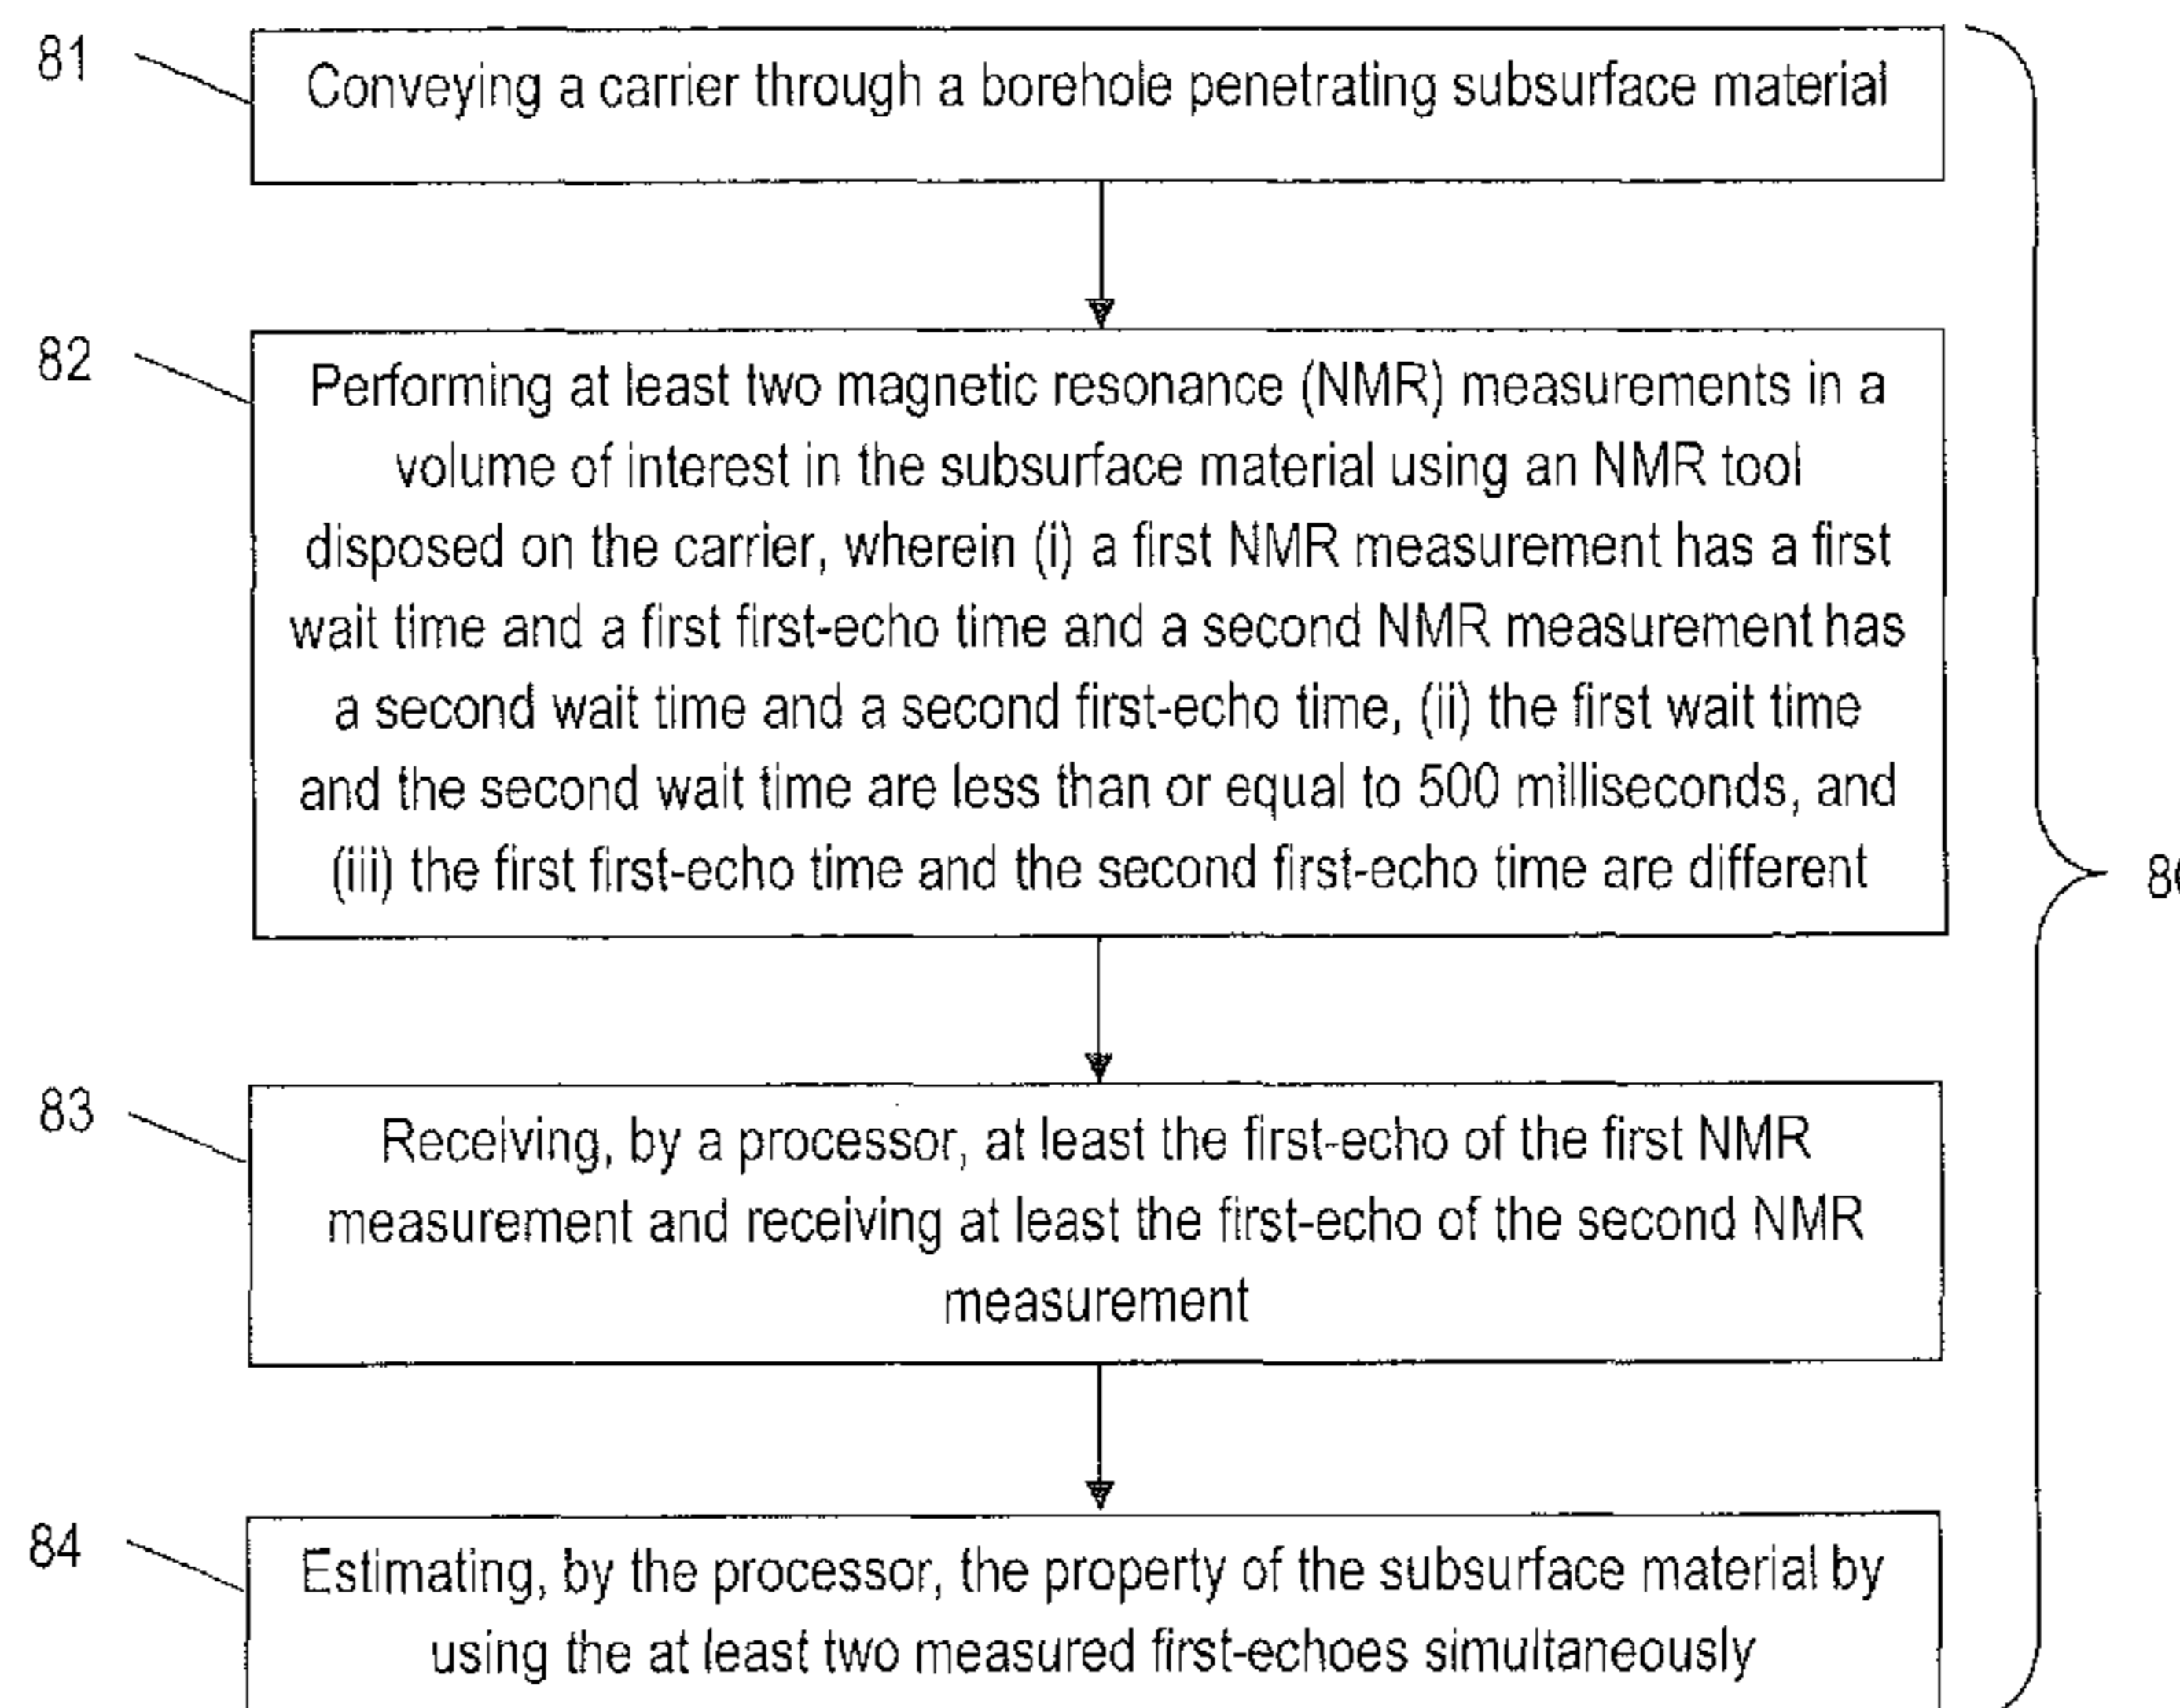 81
Conveying a carrier through a borehole penetrating subsurface material
82
Performing at least two magnetic resonance (NMR) measurements in a
volume of interest in the subsurface material using an NMR tool
disposed on the carrier, wherein (i) a first NMR measurement has a first
wait time and a first first-echo time and a second NMR measurement has
a second wait time and a second first-echo time, (ii) the first wait time
and the second wait time are less than or equal to 500 milliseconds, and
(iii) the first first-echo time and the second first-echo time are different
83
Receiving, by a processor, at least the first-echo of the first NMR
measurement and receiving at least the first-echo of the second NMR
measurement
84
Estimating, by the processor, the property of the subsurface material by
using the at least two measured first-echoes simultaneously